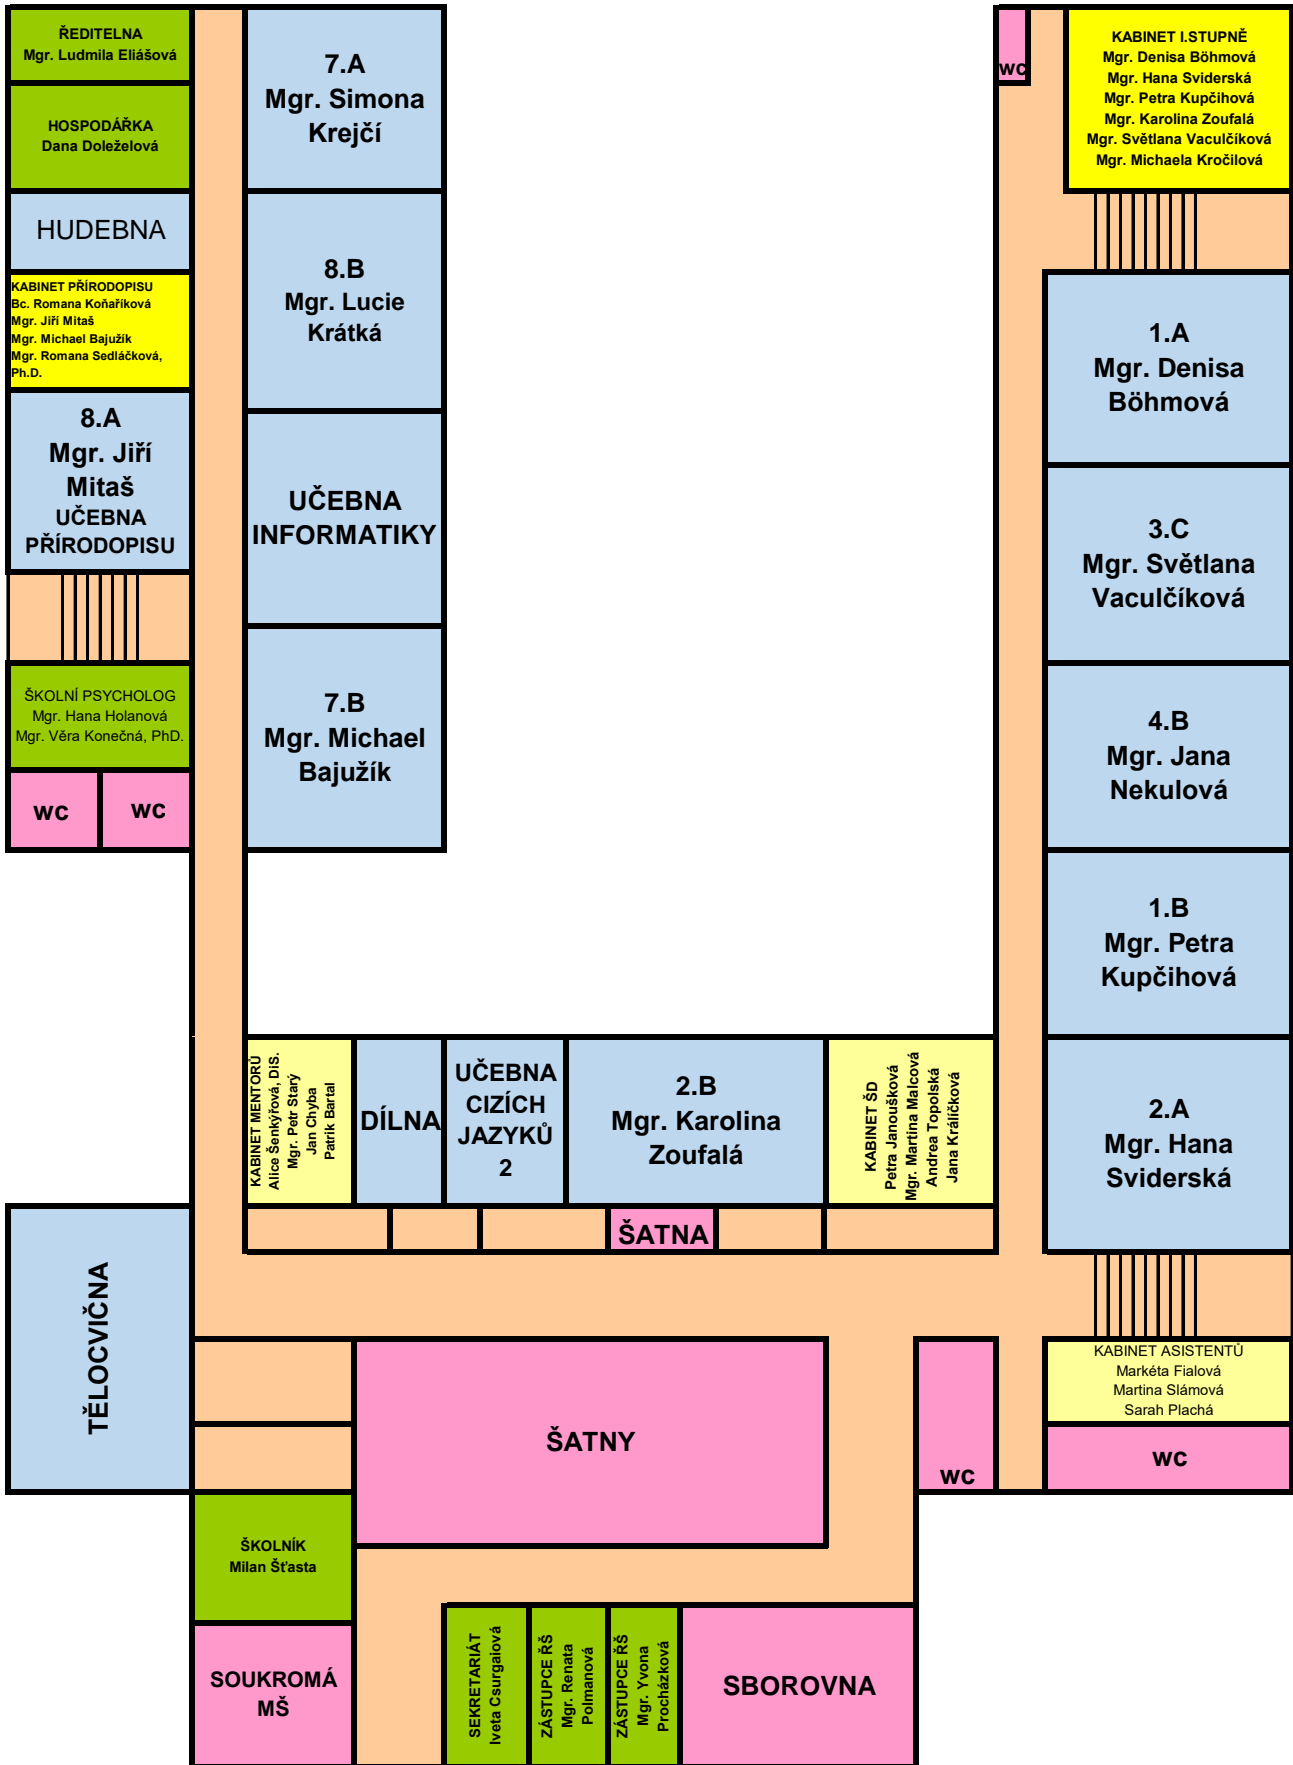 ŘEDITELNA
Mgr. Ludmila Eliášová
HOSPODÁŘKA
Dana Doleželová
HUDEBNA
KABINET PŘÍRODOPISU
Bc. Romana Koňaříková
Mgr. Jiří Mitaš
Mgr. Michael Bajužík
Mgr. Romana Sedláčková,
Ph.D.
8.A
Mgr. Jiří
Mitaš
UČEBNA
PŘÍRODOPISU
ŠKOLNÍ PSYCHOLOG
Mgr. Hana Holanová
Mgr. Věra Konečná, PhD.
wc
wc
7.A
Mgr. Simona
Krejčí
8.B
Mgr. Lucie
Krátká
UČEBNA
INFORMATIKY
7.B
Mgr. Michael
Bajužík
wc
KABINET I.STUPNĚ
Mgr. Denisa Böhmová
Mgr. Hana Sviderská
Mgr. Petra Kupčihová
Mgr. Karolina Zoufalá
Mgr. Světlana Vaculčíková
Mgr. Michaela Kročilová
1.A
Mgr. Denisa
Böhmová
3.C
Mgr. Světlana
Vaculčíková
4.B
Mgr. Jana
Nekulová
1.B
Mgr. Petra
Kupčihová
2.A
Mgr. Hana
Sviderská
KABINET MENTORŮ
Alice Šenkýřová, DiS.
Mgr. Petr Starý
Jan Chyba
Patrik Bartal
DÍLNA
UČEBNA
CIZÍCH
JAZYKŮ
2
2.B
Mgr. Karolina
Zoufalá
KABINET ŠD
Petra Janoušková
Mgr. Martina Malcová
Andrea Topolská
Jana Králíčková
ŠATNA
TĚLOCVIČNA
ŠATNY
wc
KABINET ASISTENTŮ
Markéta Fialová
Martina Slámová
Sarah Plachá
wc
ŠKOLNÍK
Milan Šťasta
SOUKROMÁ
MŠ
SEKRETARIÁT
Iveta Csurgaiová
ZÁSTUPCE ŘŠ
Mgr. Renata
Polmanová
ZÁSTUPCE ŘŠ
Mgr. Yvona
Procházková
SBOROVNA